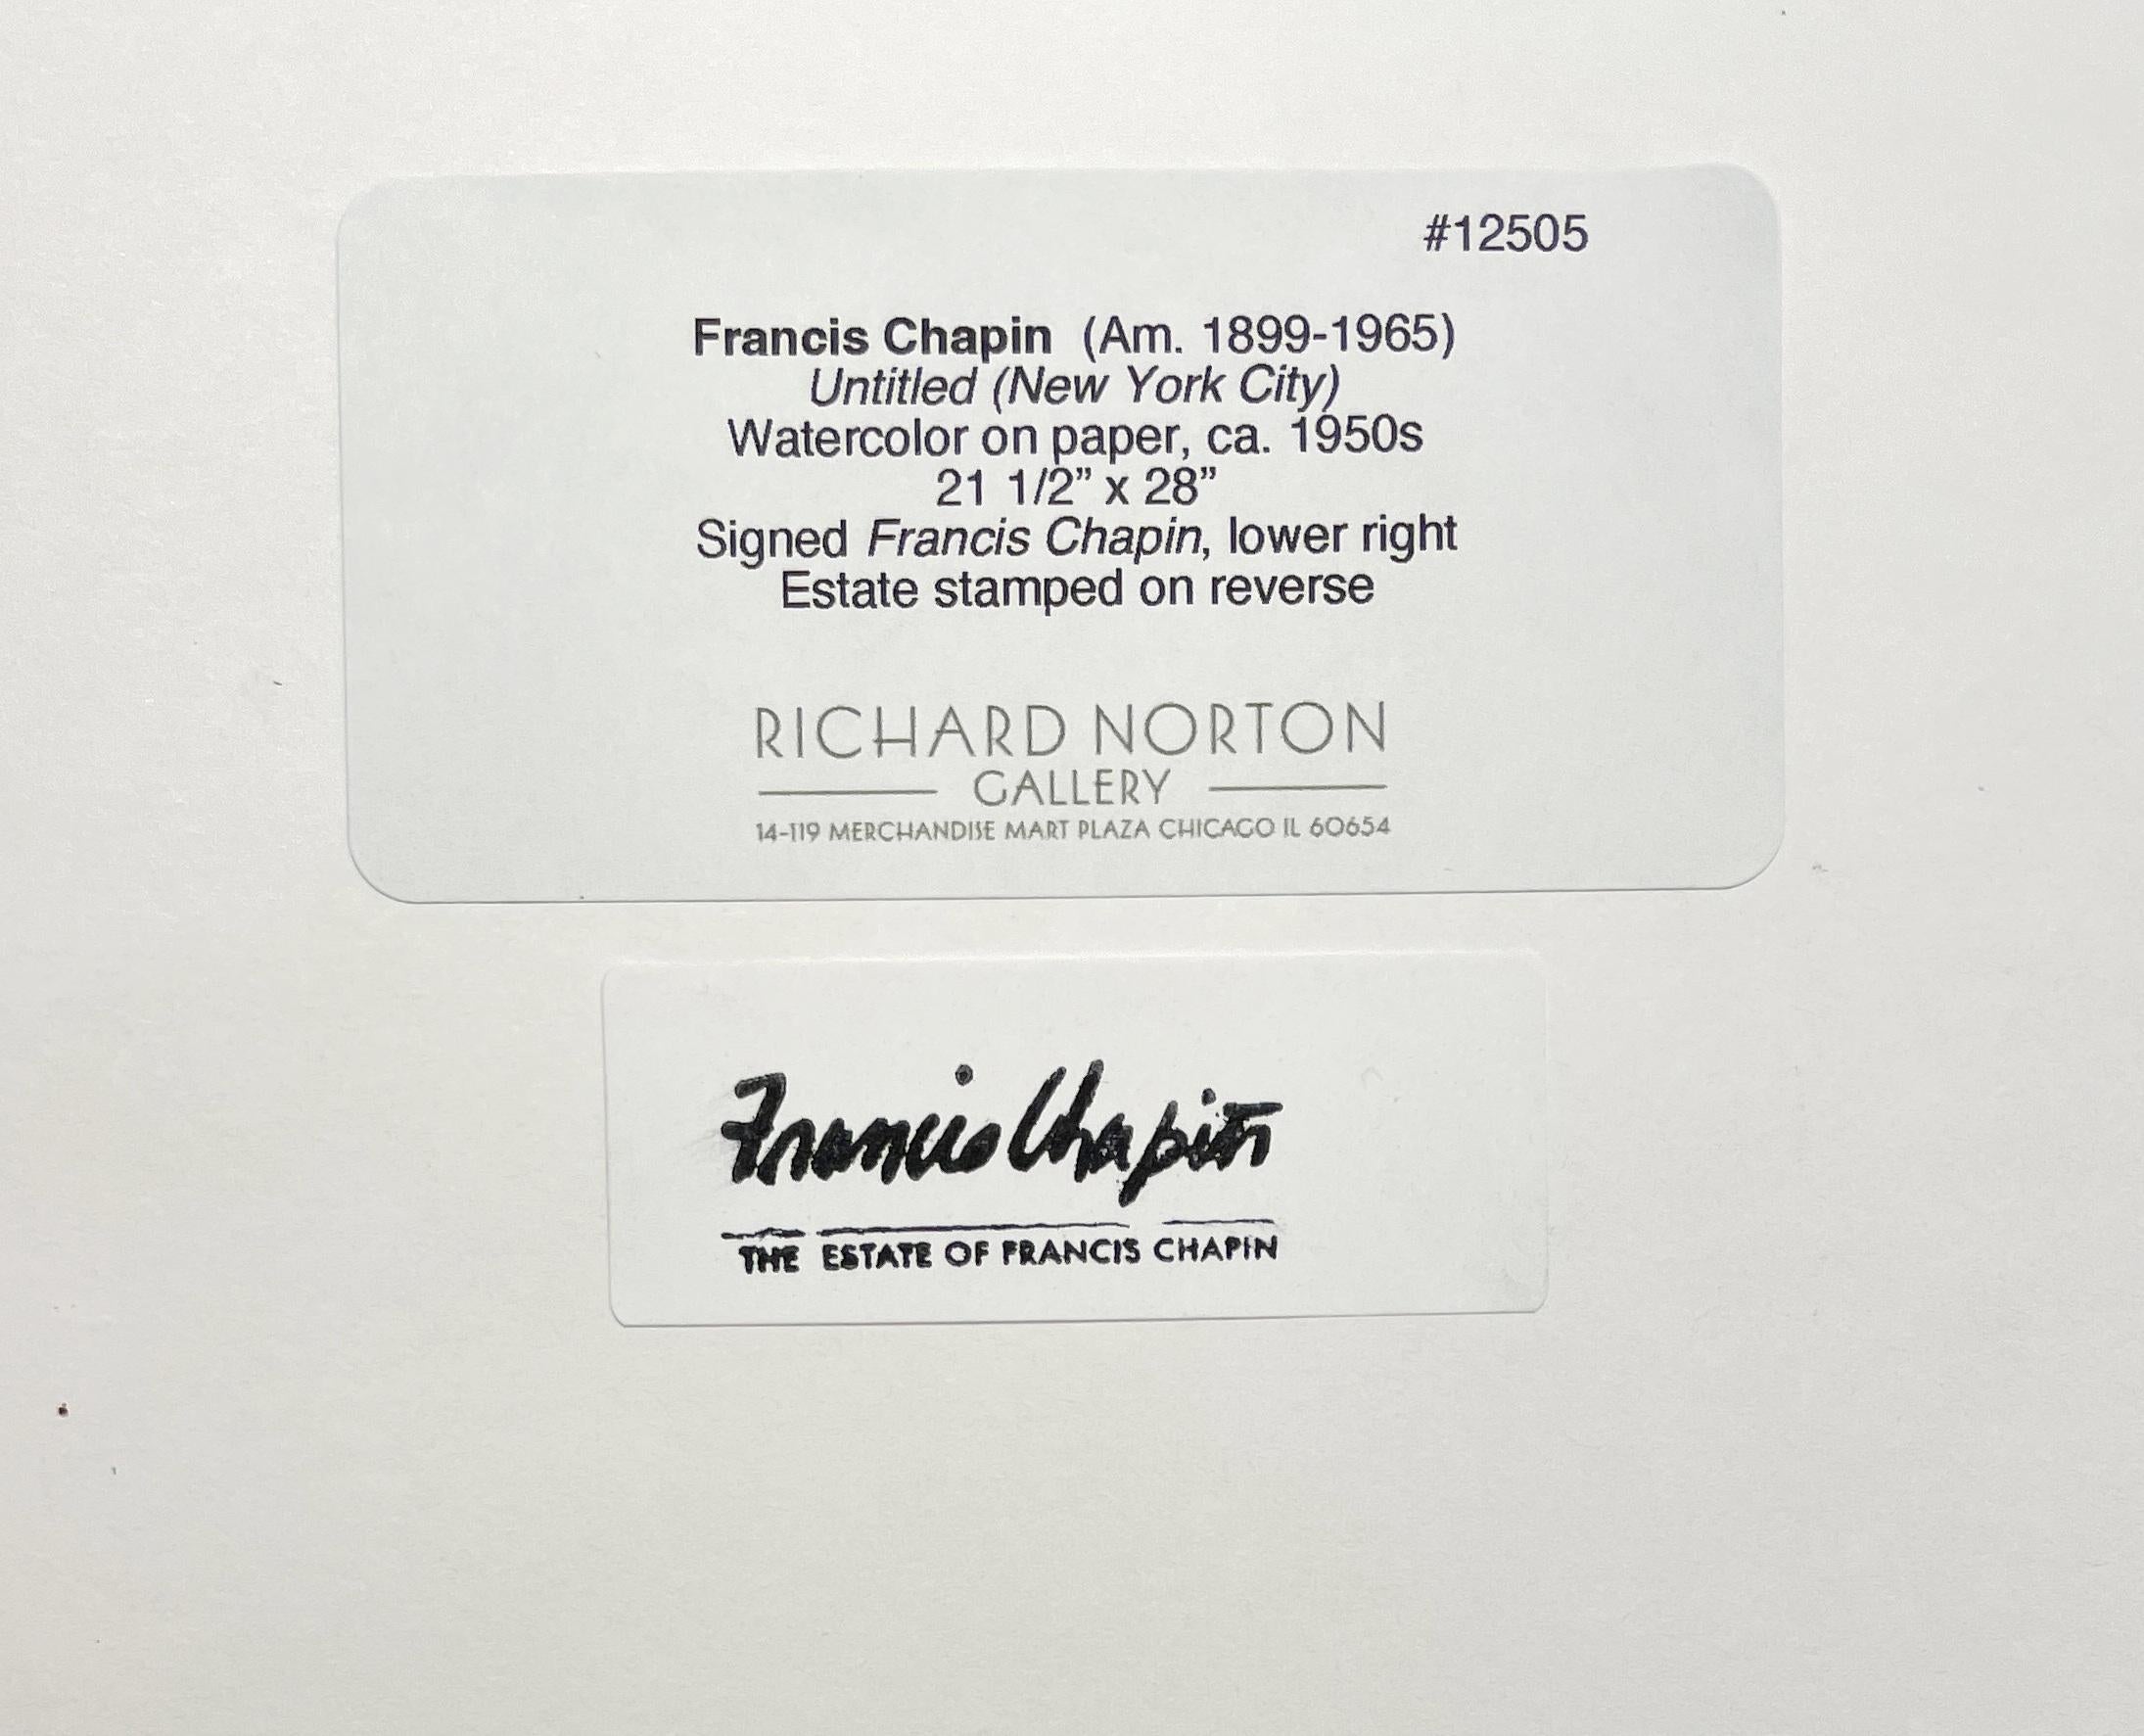 #12505
Francis Chapin (Am. 1899-1965)
Untitled (New York City)
Watercolor on paper, ca. 1950s
21 1/2” x 28”
Signed Francis Chapin, lower right
Estate stamped on reverse
RICHARD NORTON
GALLERY
14-119 MERCHANDISE MART PLAZA CHICAGO IL 60654
Francis Chapin
THE ESTATE OF FRANCIS CHAPIN